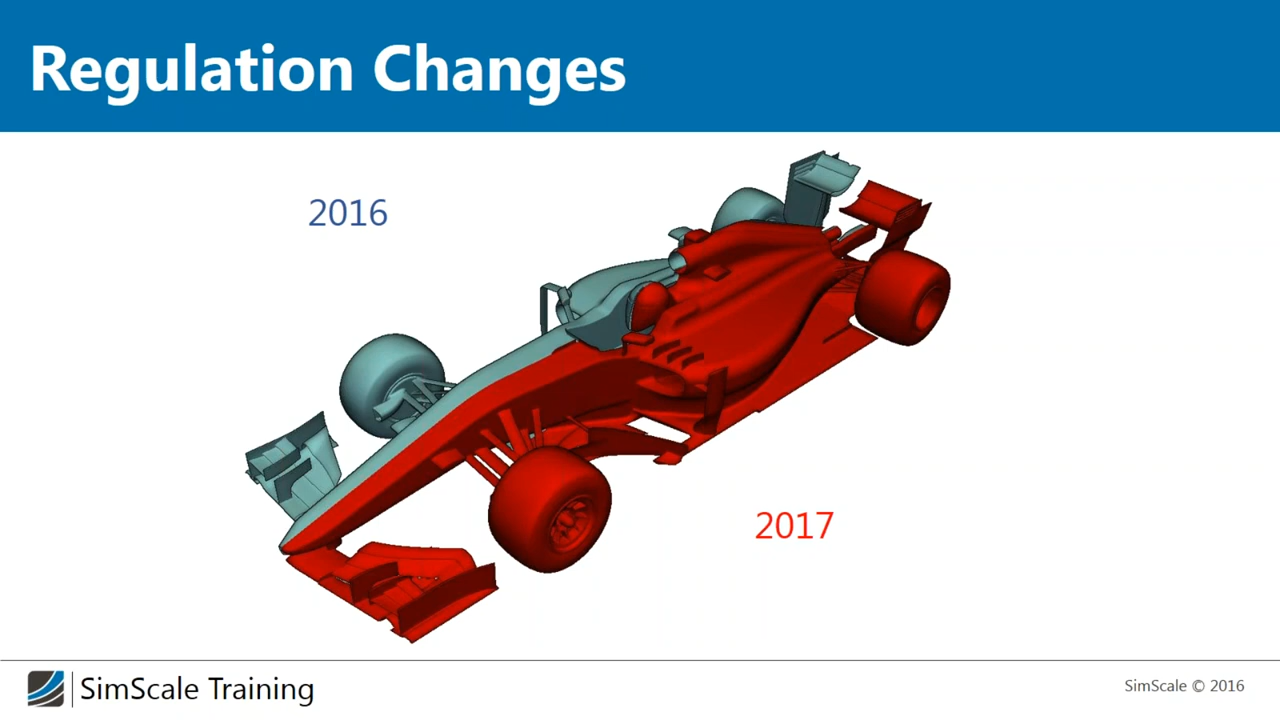 Regulation Changes
2016
2017
SimScale Training
SimScale © 2016